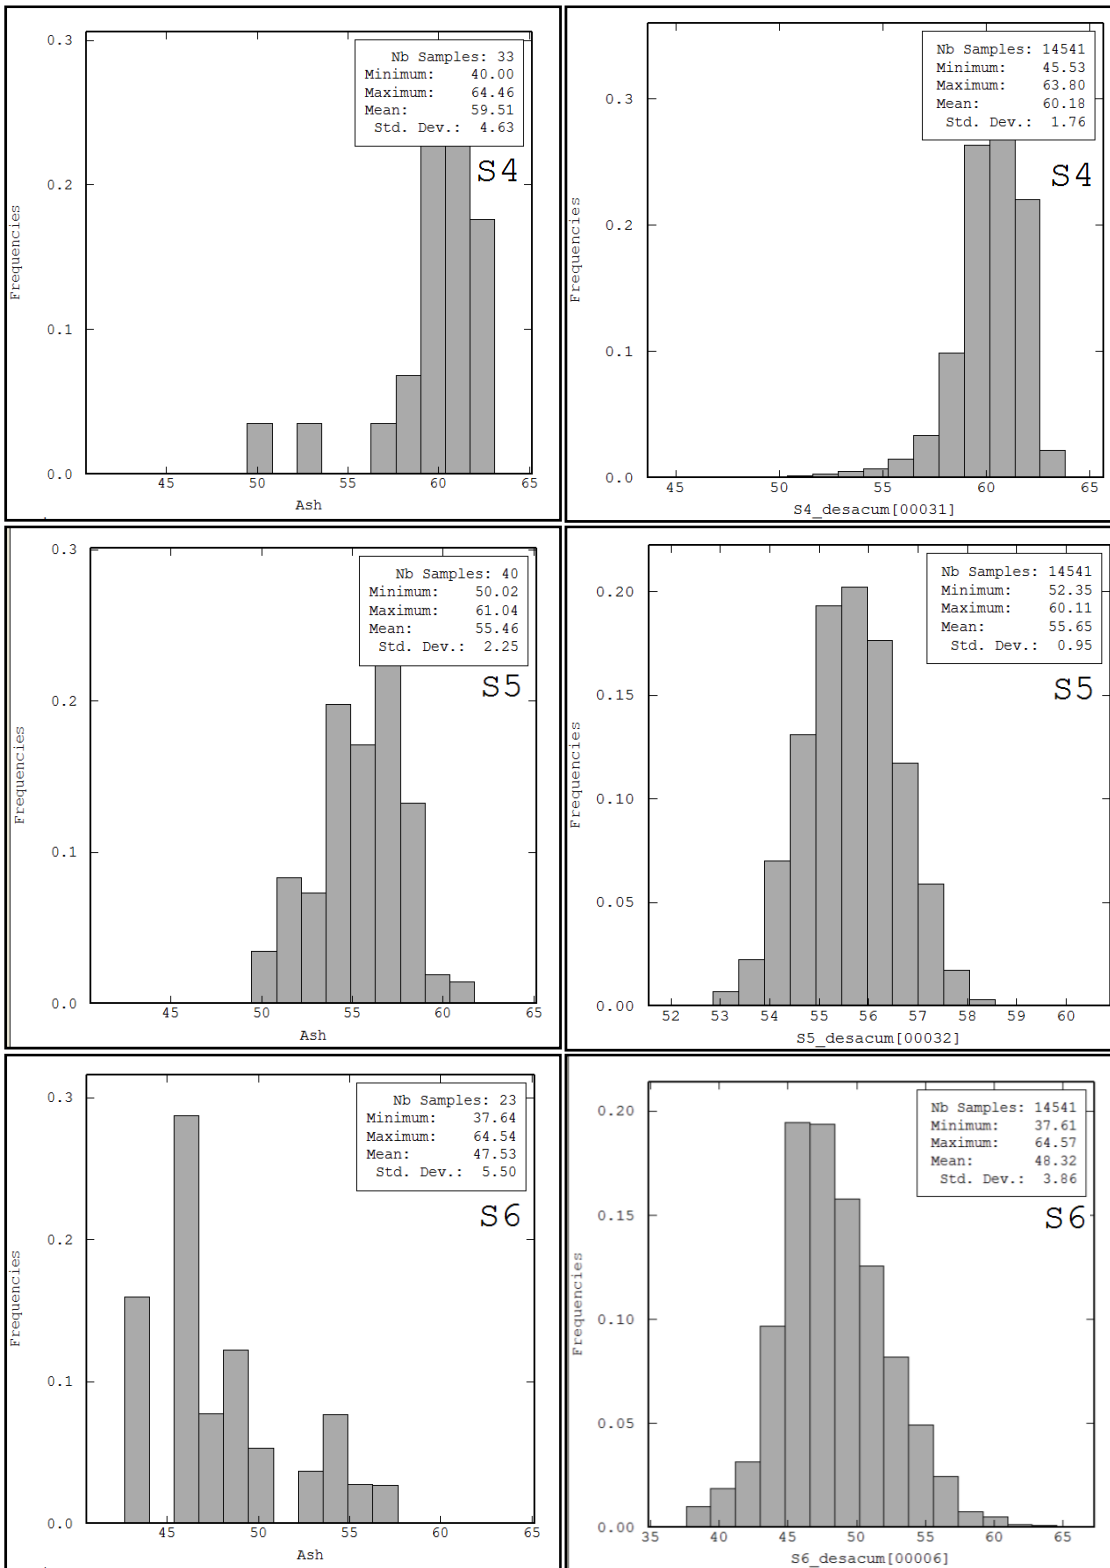 0.3
0.2
0.1
0.0
Frequencies
Nb Samples: 33
Minimum: 40.00
Maximum: 64.46
Mean: 59.51
Std. Dev.: 4.63
S4
45 50 55 60 65
Ash
0.3
0.2
0.1
0.0
Frequencies
Nb Samples: 14541
Minimum: 45.53
Maximum: 63.80
Mean: 60.18
Std. Dev.: 1.76
S4
45 50 55 60 65
S4_desacum[00031]
0.3
0.2
0.1
0.0
Frequencies
Nb Samples: 40
Minimum: 50.02
Maximum: 61.04
Mean: 55.46
Std. Dev.: 2.25
S5
45 50 55 60 65
Ash
0.20
0.15
0.10
0.05
0.00
Frequencies
Nb Samples: 14541
Minimum: 52.35
Maximum: 60.11
Mean: 55.65
Std. Dev.: 0.95
S5
52 53 54 55 56 57 58 59 60
S5_desacum[00032]
0.3
0.2
0.1
0.0
Frequencies
Nb Samples: 23
Minimum: 37.64
Maximum: 64.54
Mean: 47.53
Std. Dev.: 5.50
S6
45 50 55 60 65
Ash
0.20
0.15
0.10
0.05
0.00
Frequencies
Nb Samples: 14541
Minimum: 37.61
Maximum: 64.57
Mean: 48.32
Std. Dev.: 3.86
S6
35 40 45 50 55 60 65
S6_desacum[00006]